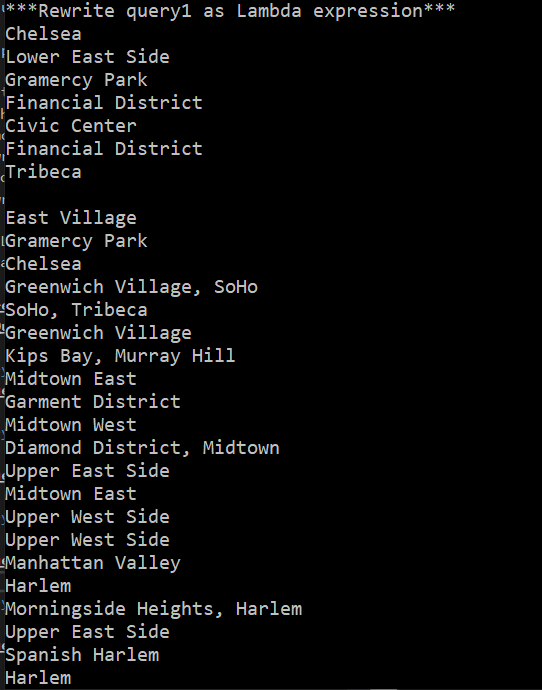 ***Rewrite query1 as Lambda expression***
Chelsea
Lower East Side
Gramercy Park
Financial District
Civic Center
Financial District
Tribeca

East Village
Gramercy Park
Chelsea
Greenwich Village, SoHo
SoHo, Tribeca
Greenwich Village
Kips Bay, Murray Hill
Midtown East
Garment District
Midtown West
Diamond District, Midtown
Upper East Side
Midtown East
Upper West Side
Upper West Side
Manhattan Valley
Harlem
Morningside Heights, Harlem
Upper East Side
Spanish Harlem
Harlem